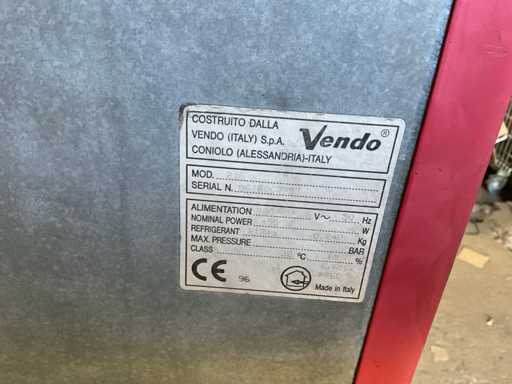 COSTRUITO DALLA
VENDO (ITALY) S.p.A. Vendo®
CONIOLO (ALESSANDRIA)-ITALY
MOD.
SERIAL N.
ALIMENTATION V~ Hz
NOMINAL POWER W
REFRIGERANT Kg
MAX. PRESSURE BAR
CLASS °C %
CE 96 Made in Italy